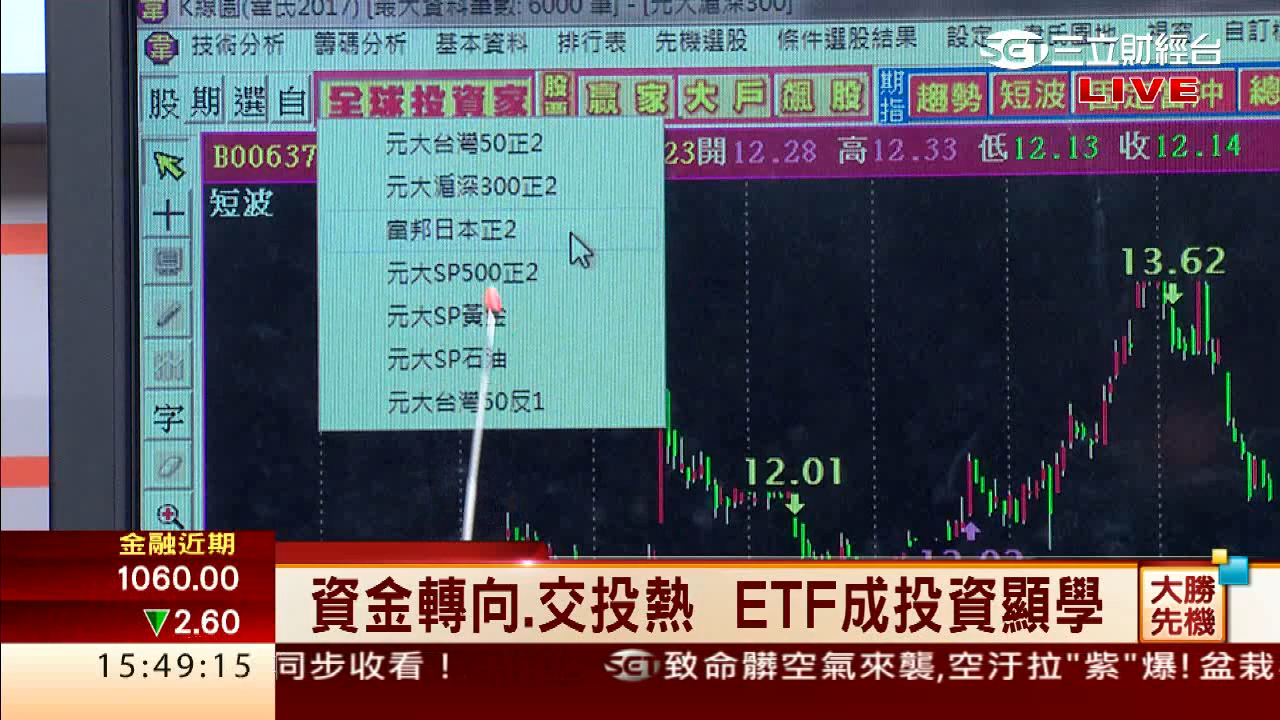 K線圖(韋氏2017) [最大資料筆數: 6000 筆] - [元大滬深300]
韋 技術分析 籌碼分析 基本資料 排行表 先機選股 條件選股結果 設定 自訂
三立財經台
LIVE
股 期 選 自 全球投資家 股票 贏家大戶飆股 期指 趨勢 短波 沖 總
B00637 23開12.28 高12.33 低12.13 收12.14
短波
元大台灣50正2
元大滬深300正2
富邦日本正2
元大SP500正2
元大SP黃金
元大SP石油
元大台灣50反1
字
13.62
12.01
金融近期
1060.00
▼2.60
資金轉向.交投熱 ETF成投資顯學
大勝先機
15:49:15
同步收看！ 致命髒空氣來襲,空汙拉"紫"爆! 盆栽